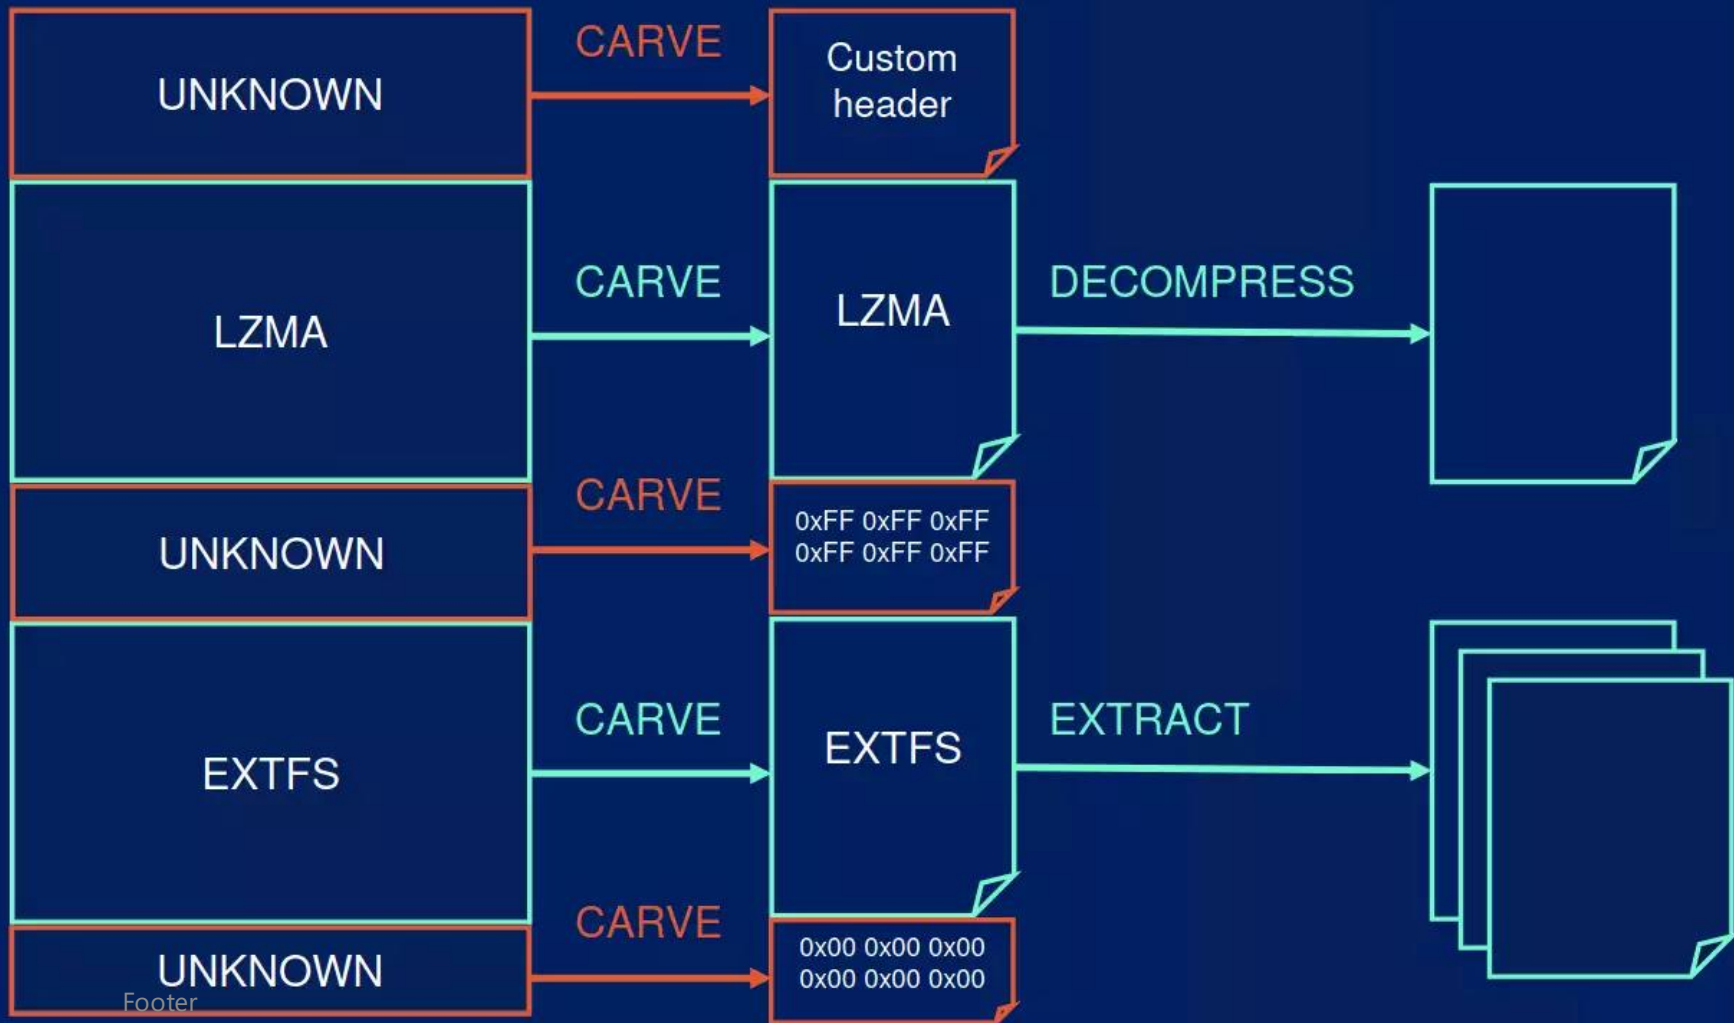 UNKNOWN
CARVE
Custom
header
LZMA
CARVE
LZMA
DECOMPRESS
UNKNOWN
CARVE
0xFF 0xFF 0xFF
0xFF 0xFF 0xFF
EXTFS
CARVE
EXTFS
EXTRACT
UNKNOWN
CARVE
0x00 0x00 0x00
0x00 0x00 0x00
Footer